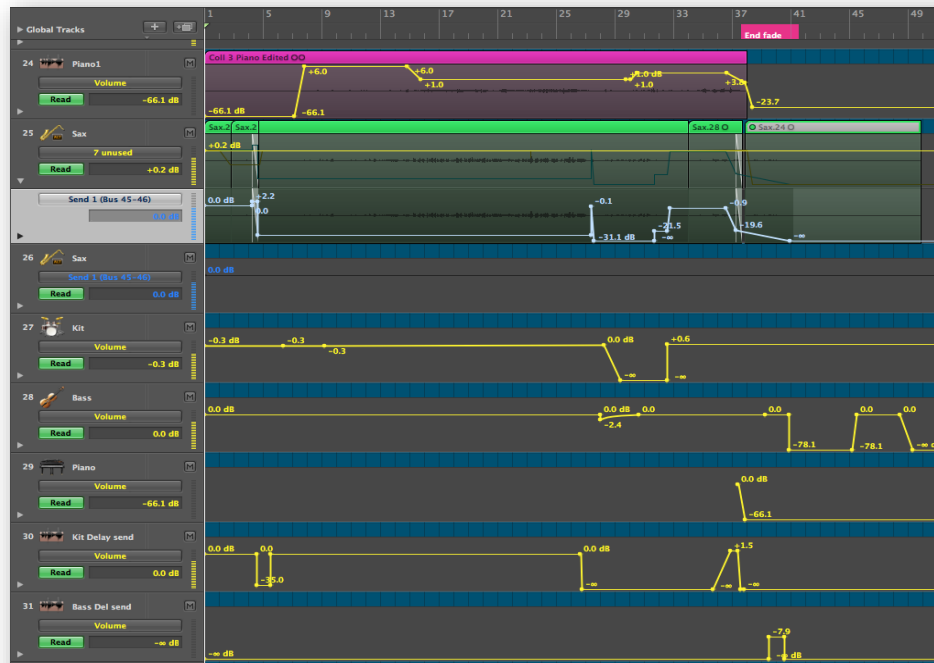 1 5 9 13 17 21 25 29 33 37 41 45 49
Global Tracks +
End fade
24 Piano1 M
Volume
Read -66.1 dB
Coll 3 Piano Edited
+6.0 +6.0 +1.0 +1.0 dB +1.0 +3.8
-66.1 dB -66.1 -23.7
25 Sax M
7 unused
Read +0.2 dB
Sax.2 Sax.2 Sax.28 O Sax.24 O
+0.2 dB
Send 1 (Bus 45-46)
0.0 dB
0.0 dB +2.2 0.0 -0.1 -31.1 dB -∞ -21.5 -0.9 -19.6 -∞
26 Sax M
Send 1 (Bus 45-46)
Read 0.0 dB
0.0 dB
27 Kit M
Volume
Read -0.3 dB
-0.3 dB -0.3 -0.3 0.0 dB -∞ -∞ +0.6
28 Bass M
Volume
Read 0.0 dB
0.0 dB 0.0 dB -2.4 0.0 0.0 -78.1 0.0 -78.1 0.0 -∞ d
29 Piano M
Volume
Read -66.1 dB
0.0 dB
-66.1
30 Kit Delay send M
Volume
Read 0.0 dB
0.0 dB 0.0 -35.0 0.0 dB -∞ -∞ +1.5 -∞
31 Bass Del send M
Volume
Read -∞ dB
-∞ dB -7.9 -∞ dB